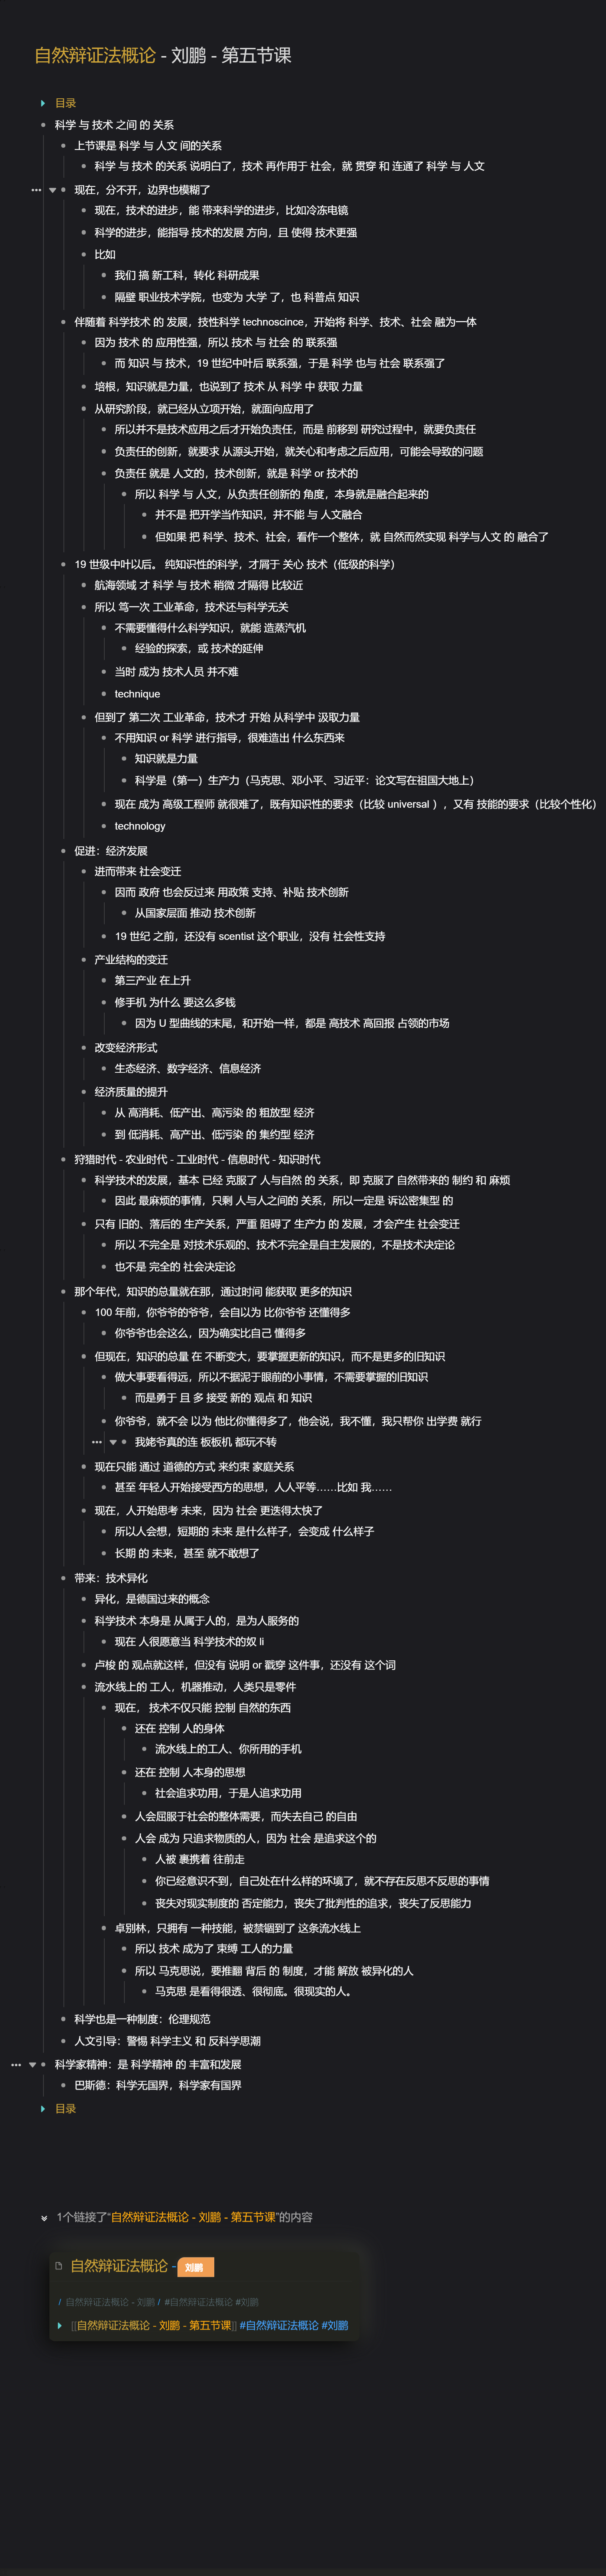 自然辩证法概论 - 刘鹏 - 第五节课
目录
科学 与 技术 之间 的 关系
上节课是 科学 与 人文 间的关系
科学 与 技术 的关系 说明白了，技术 再作用于 社会，就 贯穿 和 连通了 科学 与 人文
现在，分不开，边界也模糊了
现在，技术的进步，能 带来科学的进步，比如冷冻电镜
科学的进步，能指导 技术的发展 方向，且 使得 技术更强
比如
我们 搞 新工科，转化 科研成果
隔壁 职业技术学院，也变为 大学 了，也 科普点 知识
伴随着 科学技术 的 发展，技性科学 technoscince，开始将 科学、技术、社会 融为一体
因为 技术 的 应用性强，所以 技术 与 社会 的 联系强
而 知识 与 技术，19 世纪中叶后 联系强，于是 科学 也与 社会 联系强了
培根，知识就是力量，也说到了 技术 从 科学 中 获取 力量
从研究阶段，就已经从立项开始，就面向应用了
所以并不是技术应用之后才开始负责任，而是 前移到 研究过程中，就要负责任
负责任的创新，就要求 从源头开始，就关心和考虑之后应用，可能会导致的问题
负责任 就是 人文的，技术创新，就是 科学 or 技术的
所以 科学 与 人文，从负责任创新的 角度，本身就是融合起来的
并不是 把开学当作知识，并不能 与 人文融合
但如果 把 科学、技术、社会，看作一个整体，就 自然而然实现 科学与人文 的 融合了
19 世级中叶以后。 纯知识性的科学，才屑于 关心 技术（低级的科学）
航海领域 才 科学 与 技术 稍微 才隔得 比较近
所以 笃一次 工业革命，技术还与科学无关
不需要懂得什么科学知识，就能 造蒸汽机
经验的探索，或 技术的延伸
当时 成为 技术人员 并不难
technique
但到了 第二次 工业革命，技术才 开始 从科学中 汲取力量
不用知识 or 科学 进行指导，很难造出 什么东西来
知识就是力量
科学是（第一）生产力（马克思、邓小平、习近平：论文写在祖国大地上）
现在 成为 高级工程师 就很难了，既有知识性的要求（比较 universal ），又有 技能的要求（比较个性化）
technology
促进：经济发展
进而带来 社会变迁
因而 政府 也会反过来 用政策 支持、补贴 技术创新
从国家层面 推动 技术创新
19 世纪 之前，还没有 scentist 这个职业，没有 社会性支持
产业结构的变迁
第三产业 在上升
修手机 为什么 要这么多钱
因为 U 型曲线的末尾，和开始一样，都是 高技术 高回报 占领的市场
改变经济形式
生态经济、数字经济、信息经济
经济质量的提升
从 高消耗、低产出、高污染 的 粗放型 经济
到 低消耗、高产出、低污染 的 集约型 经济
狩猎时代 - 农业时代 - 工业时代 - 信息时代 - 知识时代
科学技术的发展，基本 已经 克服了 人与自然 的 关系，即 克服了 自然带来的 制约 和 麻烦
因此 最麻烦的事情，只剩 人与人之间的 关系，所以一定是 诉讼密集型 的
只有 旧的、落后的 生产关系，严重 阻碍了 生产力 的 发展，才会产生 社会变迁
所以 不完全是 对技术乐观的、技术不完全是自主发展的，不是技术决定论
也不是 完全的 社会决定论
那个年代，知识的总量就在那，通过时间 能获取 更多的知识
100 年前，你爷爷的爷爷，会自以为 比你爷爷 还懂得多
你爷爷也会这么，因为确实比自己 懂得多
但现在，知识的总量 在 不断变大，要掌握更新的知识，而不是更多的旧知识
做大事要看得远，所以不据泥于眼前的小事情，不需要掌握的旧知识
而是勇于 且 多 接受 新的 观点 和 知识
你爷爷，就不会 以为 他比你懂得多了，他会说，我不懂，我只帮你 出学费 就行
我姥爷真的连 板板机 都玩不转
现在只能 通过 道德的方式 来约束 家庭关系
甚至 年轻人开始接受西方的思想，人人平等……比如 我……
现在，人开始思考 未来，因为 社会 更迭得太快了
所以人会想，短期的 未来 是什么样子，会变成 什么样子
长期 的 未来，甚至 就不敢想了
带来：技术异化
异化，是德国过来的概念
科学技术 本身是 从属于人的，是为人服务的
现在 人很愿意当 科学技术的奴 li
卢梭 的 观点就这样，但没有 说明 or 戳穿 这件事，还没有 这个词
流水线上的 工人，机器推动，人类只是零件
现在， 技术不仅只能 控制 自然的东西
还在 控制 人的身体
流水线上的工人、你所用的手机
还在 控制 人本身的思想
社会追求功用，于是人追求功用
人会屈服于社会的整体需要，而失去自己 的自由
人会 成为 只追求物质的人，因为 社会 是追求这个的
人被 裹携着 往前走
你已经意识不到，自己处在什么样的环境了，就不存在反思不反思的事情
丧失对现实制度的 否定能力，丧失了批判性的追求，丧失了反思能力
卓别林，只拥有 一种技能，被禁锢到了 这条流水线上
所以 技术 成为了 束缚 工人的力量
所以 马克思说，要推翻 背后 的 制度，才能 解放 被异化的人
马克思 是看得很透、很彻底。很现实的人。
科学也是一种制度：伦理规范
人文引导：警惕 科学主义 和 反科学思潮
科学家精神：是 科学精神 的 丰富和发展
巴斯德：科学无国界，科学家有国界
目录
1个链接了“自然辩证法概论 - 刘鹏 - 第五节课”的内容
自然辩证法概论 - 刘鹏
/ 自然辩证法概论 - 刘鹏 / #自然辩证法概论 #刘鹏
[[自然辩证法概论 - 刘鹏 - 第五节课]] #自然辩证法概论 #刘鹏